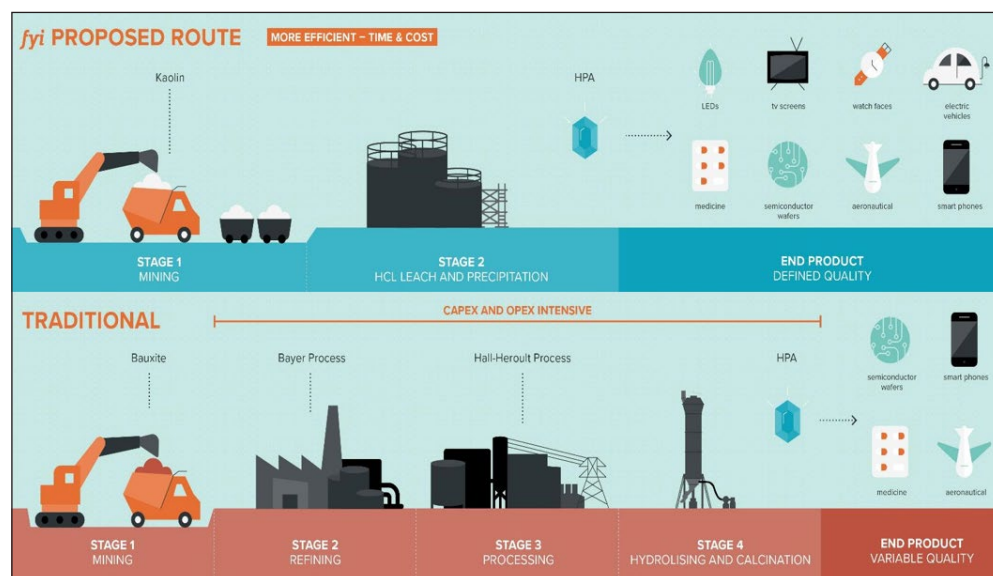 fyi PROPOSED ROUTE
MORE EFFICIENT – TIME & COST
Kaolin
HPA
LEDs
tv screens
watch faces
electric
vehicles
medicine
semiconductor
wafers
aeronautical
smart phones
STAGE 1
MINING
STAGE 2
HCL LEACH AND PRECIPITATION
END PRODUCT
DEFINED QUALITY
TRADITIONAL
CAPEX AND OPEX INTENSIVE
Bauxite
Bayer Process
Hall-Heroult Process
HPA
semiconductor
wafers
smart phones
medicine
aeronautical
STAGE 1
MINING
STAGE 2
REFINING
STAGE 3
PROCESSING
STAGE 4
HYDROLISING AND CALCINATION
END PRODUCT
VARIABLE QUALITY